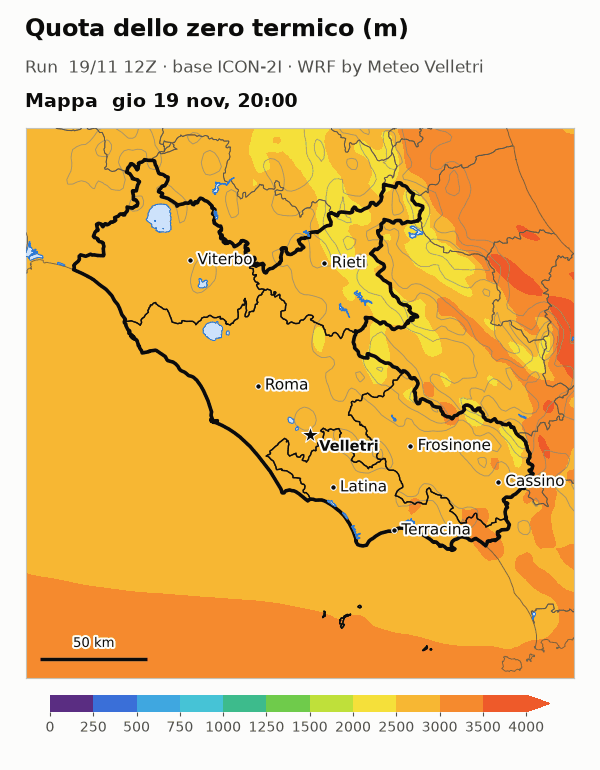 Quota dello zero termico (m)
Run  19/11 12Z · base ICON-2I · WRF by Meteo Velletri
Mappa  gio 19 nov, 20:00
Viterbo
Rieti
Roma
Velletri
Frosinone
Cassino
Latina
Terracina
50 km
0 250 500 750 1000 1250 1500 2000 2500 3000 3500 4000